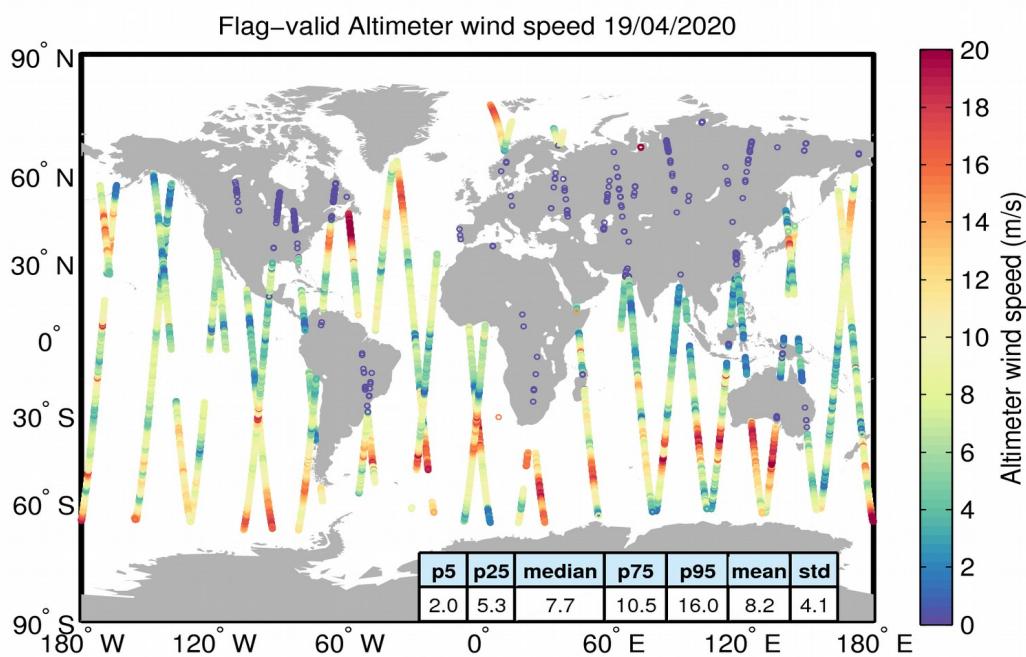 Flag−valid Altimeter wind speed 19/04/2020
90° N
60° N
30° N
0°
30° S
60° S
90° S
180° W
120° W
60° W
0°
60° E
120° E
180° E
p5 p25 median p75 p95 mean std
2.0 5.3 7.7 10.5 16.0 8.2 4.1
20
18
16
14
12
10
8
6
4
2
0
Altimeter wind speed (m/s)